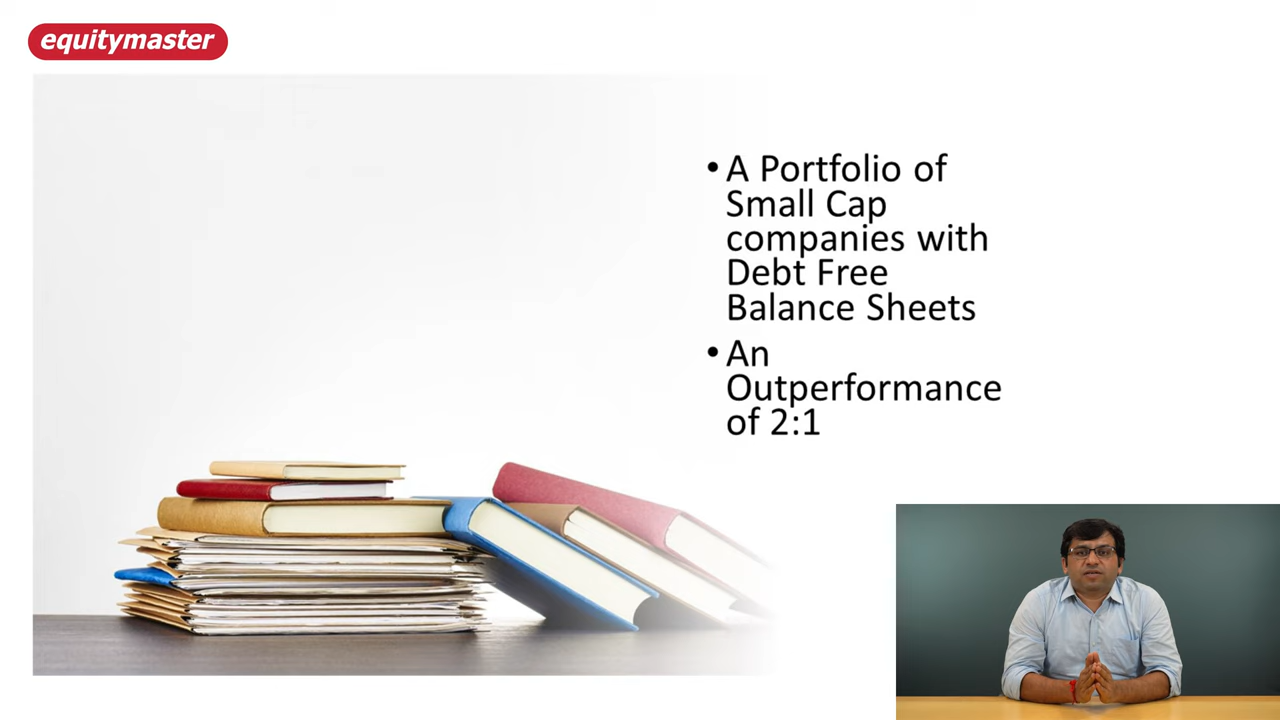 equitymaster
• A Portfolio of
Small Cap
companies with
Debt Free
Balance Sheets
• An
Outperformance
of 2:1